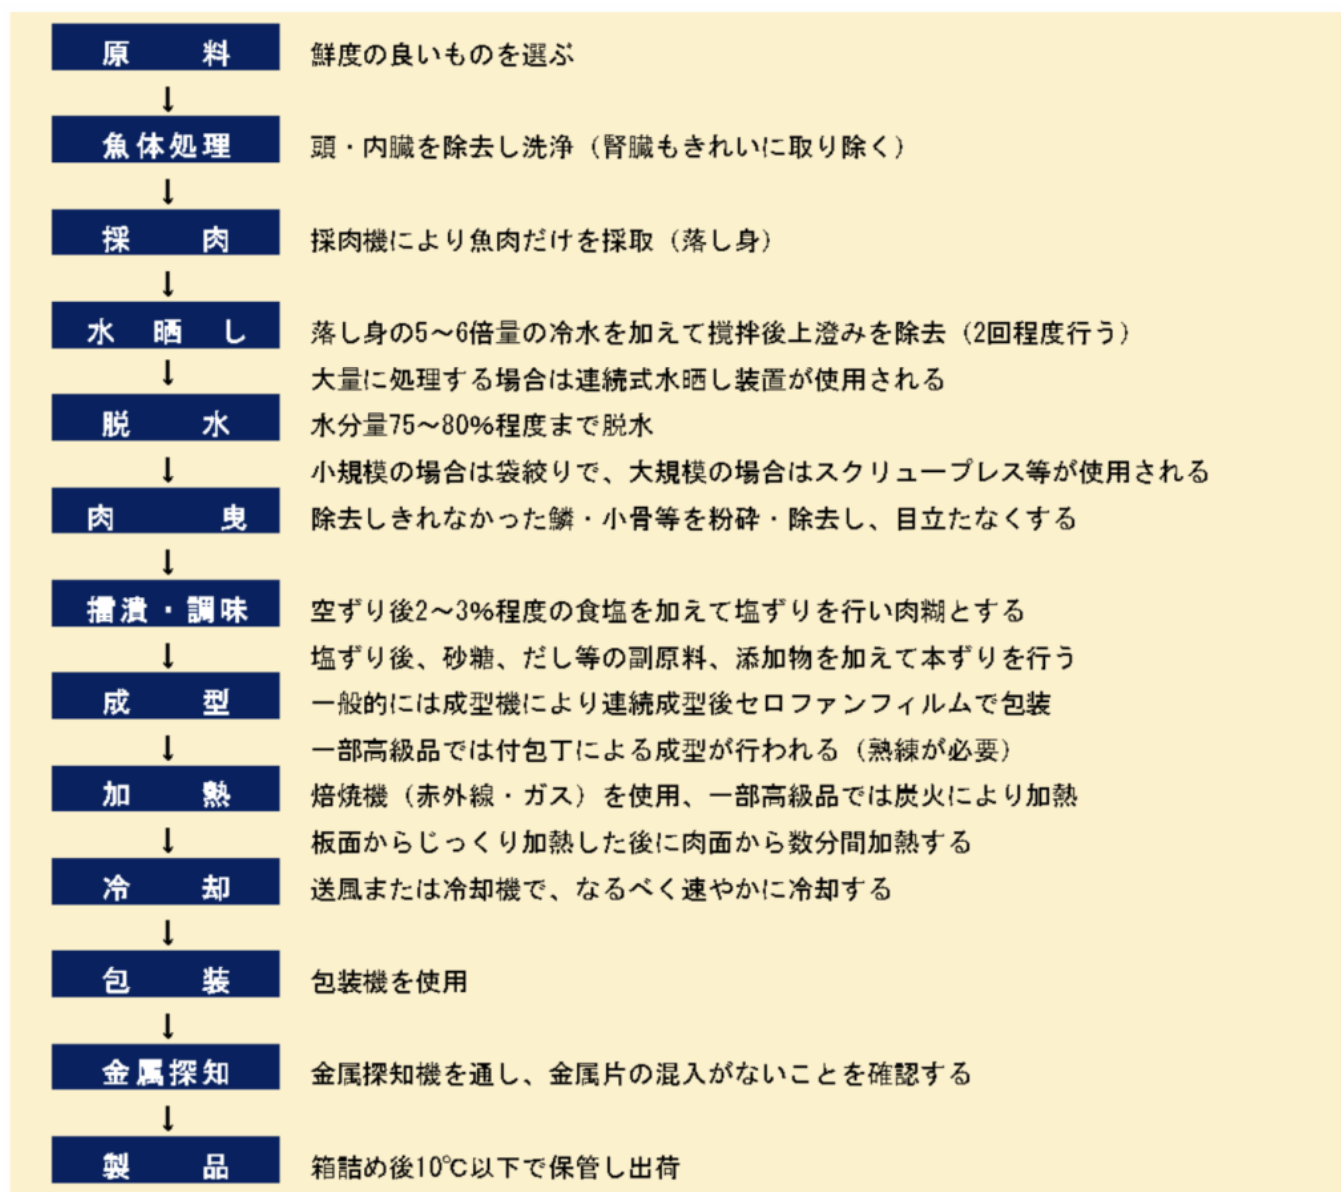 原料 鮮度の良いものを選ぶ
↓
魚体処理 頭・内臓を除去し洗浄（腎臓もきれいに取り除く）
↓
採肉 採肉機により魚肉だけを採取（落し身）
↓
水晒し 落し身の5～6倍量の冷水を加えて撹拌後上澄みを除去（2回程度行う）
↓ 大量に処理する場合は連続式水晒し装置が使用される
脱水 水分量75～80%程度まで脱水
↓ 小規模の場合は袋絞りで、大規模の場合はスクリュープレス等が使用される
肉曳 除去しきれなかった鱗・小骨等を粉砕・除去し、目立たなくする
↓
擂潰・調味 空ずり後2～3%程度の食塩を加えて塩ずりを行い肉糊とする
↓ 塩ずり後、砂糖、だし等の副原料、添加物を加えて本ずりを行う
成型 一般的には成型機により連続成型後セロファンフィルムで包装
↓ 一部高級品では付包丁による成型が行われる（熟練が必要）
加熱 焙焼機（赤外線・ガス）を使用、一部高級品では炭火により加熱
↓ 板面からじっくり加熱した後に肉面から数分間加熱する
冷却 送風または冷却機で、なるべく速やかに冷却する
↓
包装 包装機を使用
↓
金属探知 金属探知機を通し、金属片の混入がないことを確認する
↓
製品 箱詰め後10℃以下で保管し出荷